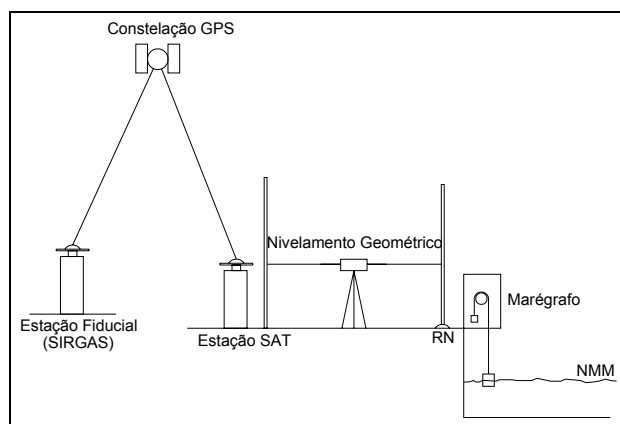 Constelação GPS
Nivelamento Geométrico
Marégrafo
Estação Fiducial
(SIRGAS)
Estação SAT
RN
NMM